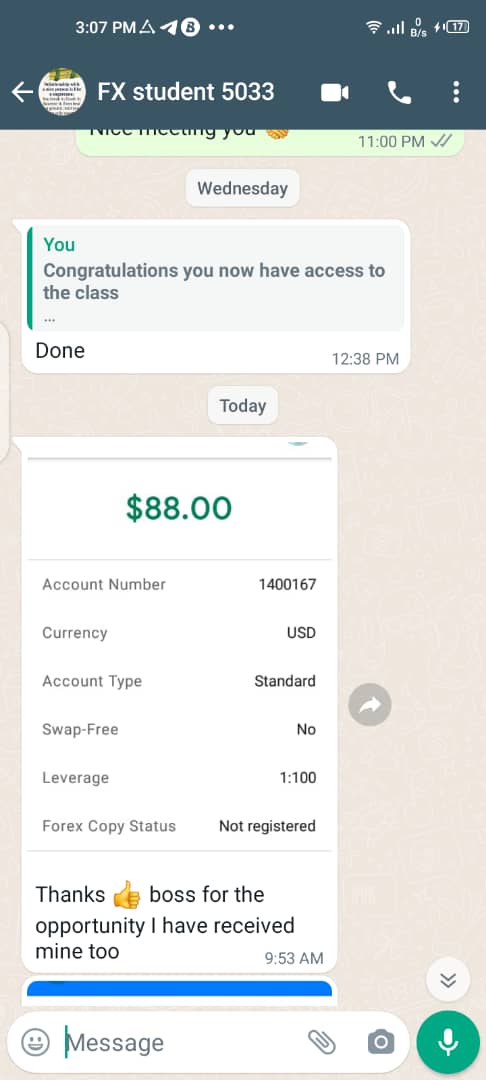 3:07 PM
0
B/s
17
FX student 5033
Nice meeting you
11:00 PM
Wednesday
You
Congratulations you now have access to
the class
...
Done
12:38 PM
Today
$88.00
Account Number 1400167
Currency USD
Account Type Standard
Swap-Free No
Leverage 1:100
Forex Copy Status Not registered
Thanks 👍 boss for the
opportunity I have received
mine too
9:53 AM
Message